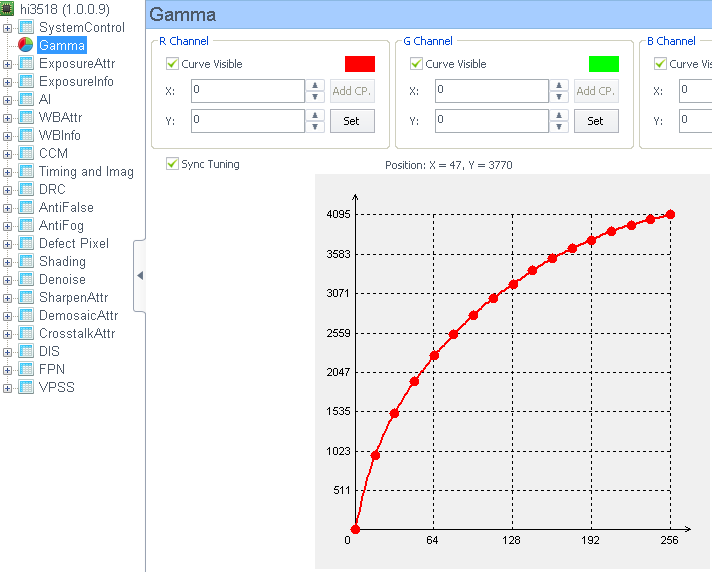 hi3518 (1.0.0.9)
SystemControl
Gamma
ExposureAttr
ExposureInfo
AI
WBAttr
WBInfo
CCM
Timing and Imag
DRC
AntiFalse
AntiFog
Defect Pixel
Shading
Denoise
SharpenAttr
DemosaicAttr
CrosstalkAttr
DIS
FPN
VPSS
Gamma
R Channel G Channel B Channel
Curve Visible Curve Visible Curve Visi
X: 0 Add CP. X: 0 Add CP. X: 0
Y: 0 Set Y: 0 Set Y: 0
Sync Tuning Position: X = 47, Y = 3770
4095
3583
3071
2559
2047
1535
1023
511
0 64 128 192 256